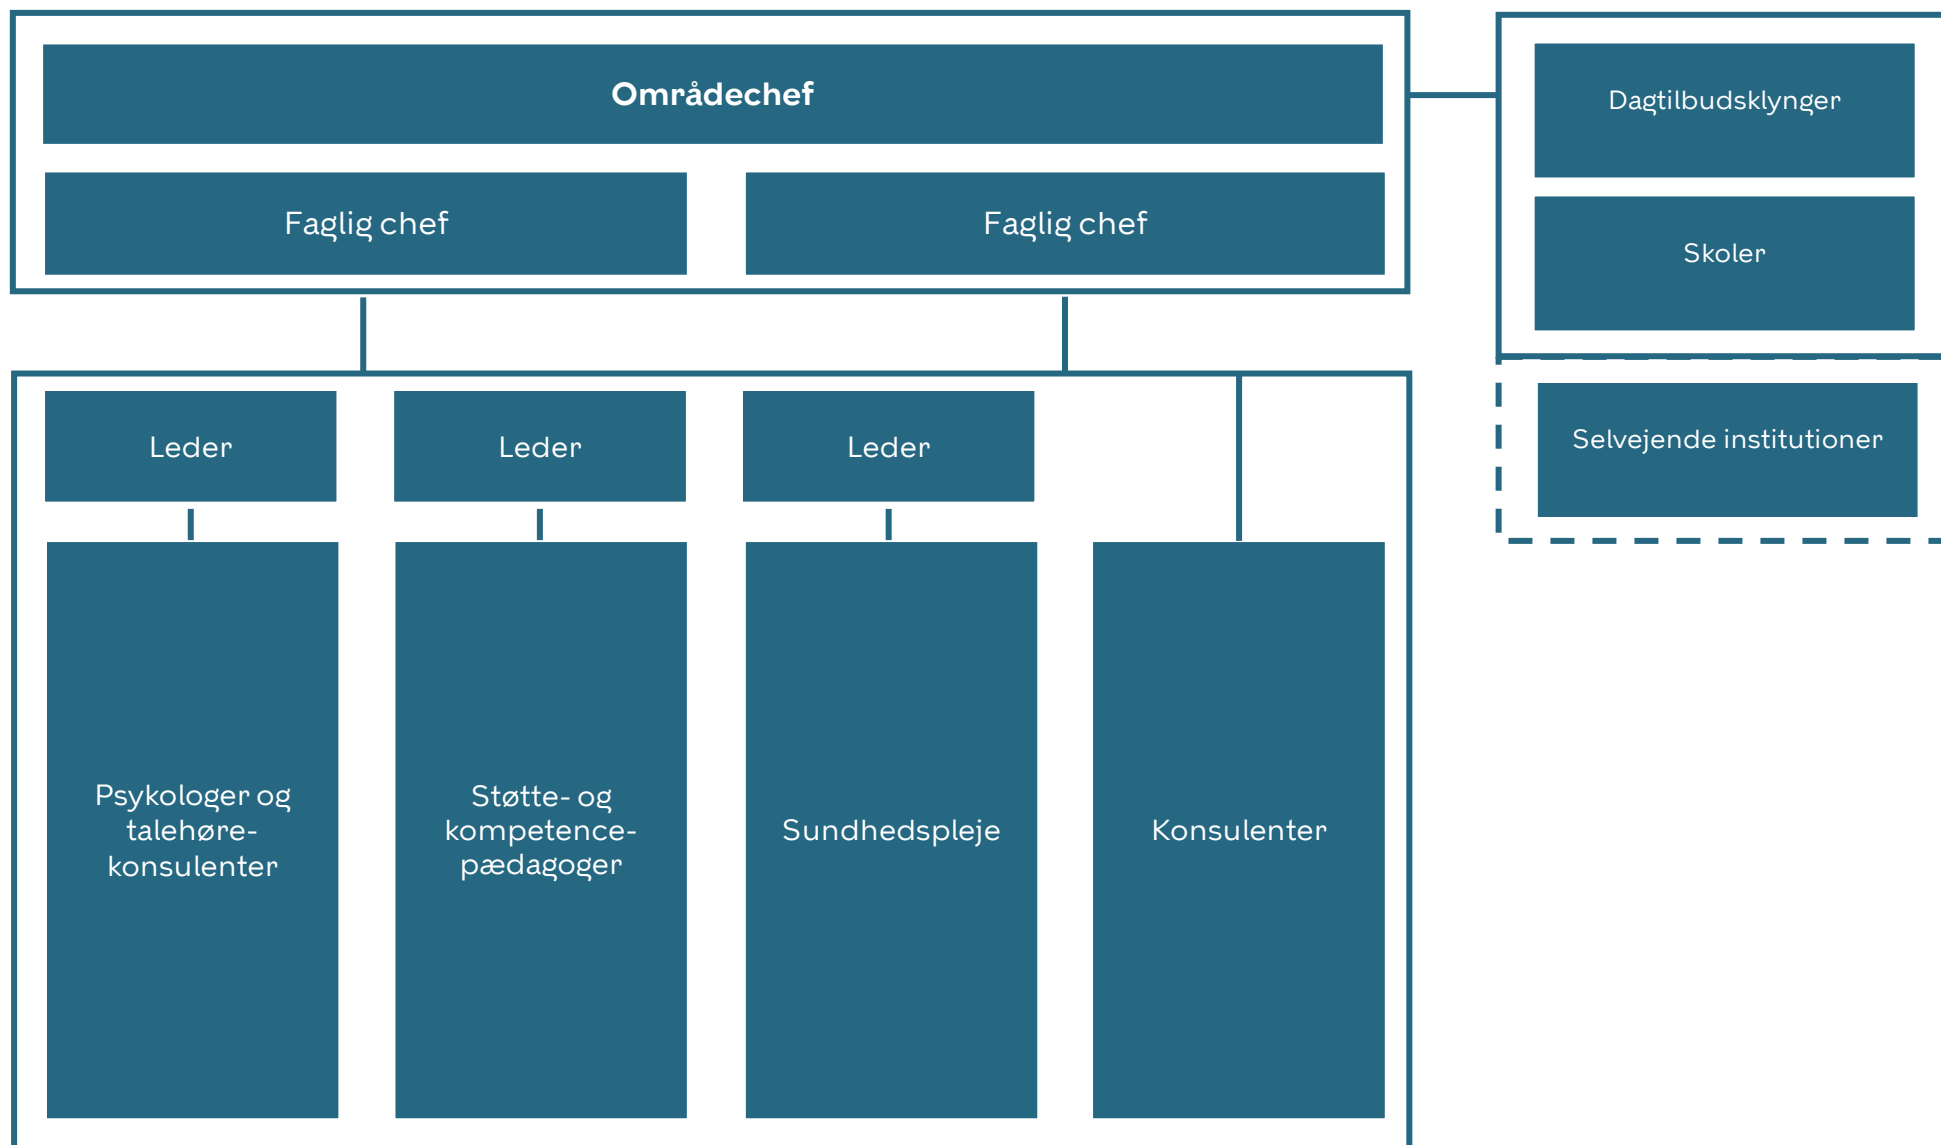 Områdechef
Faglig chef
Faglig chef
Dagtilbudsklynger
Skoler
Selvejende institutioner
Leder
Leder
Leder
Psykologer og
talehøre-
konsulenter
Støtte- og
kompetence-
pædagoger
Sundhedspleje
Konsulenter